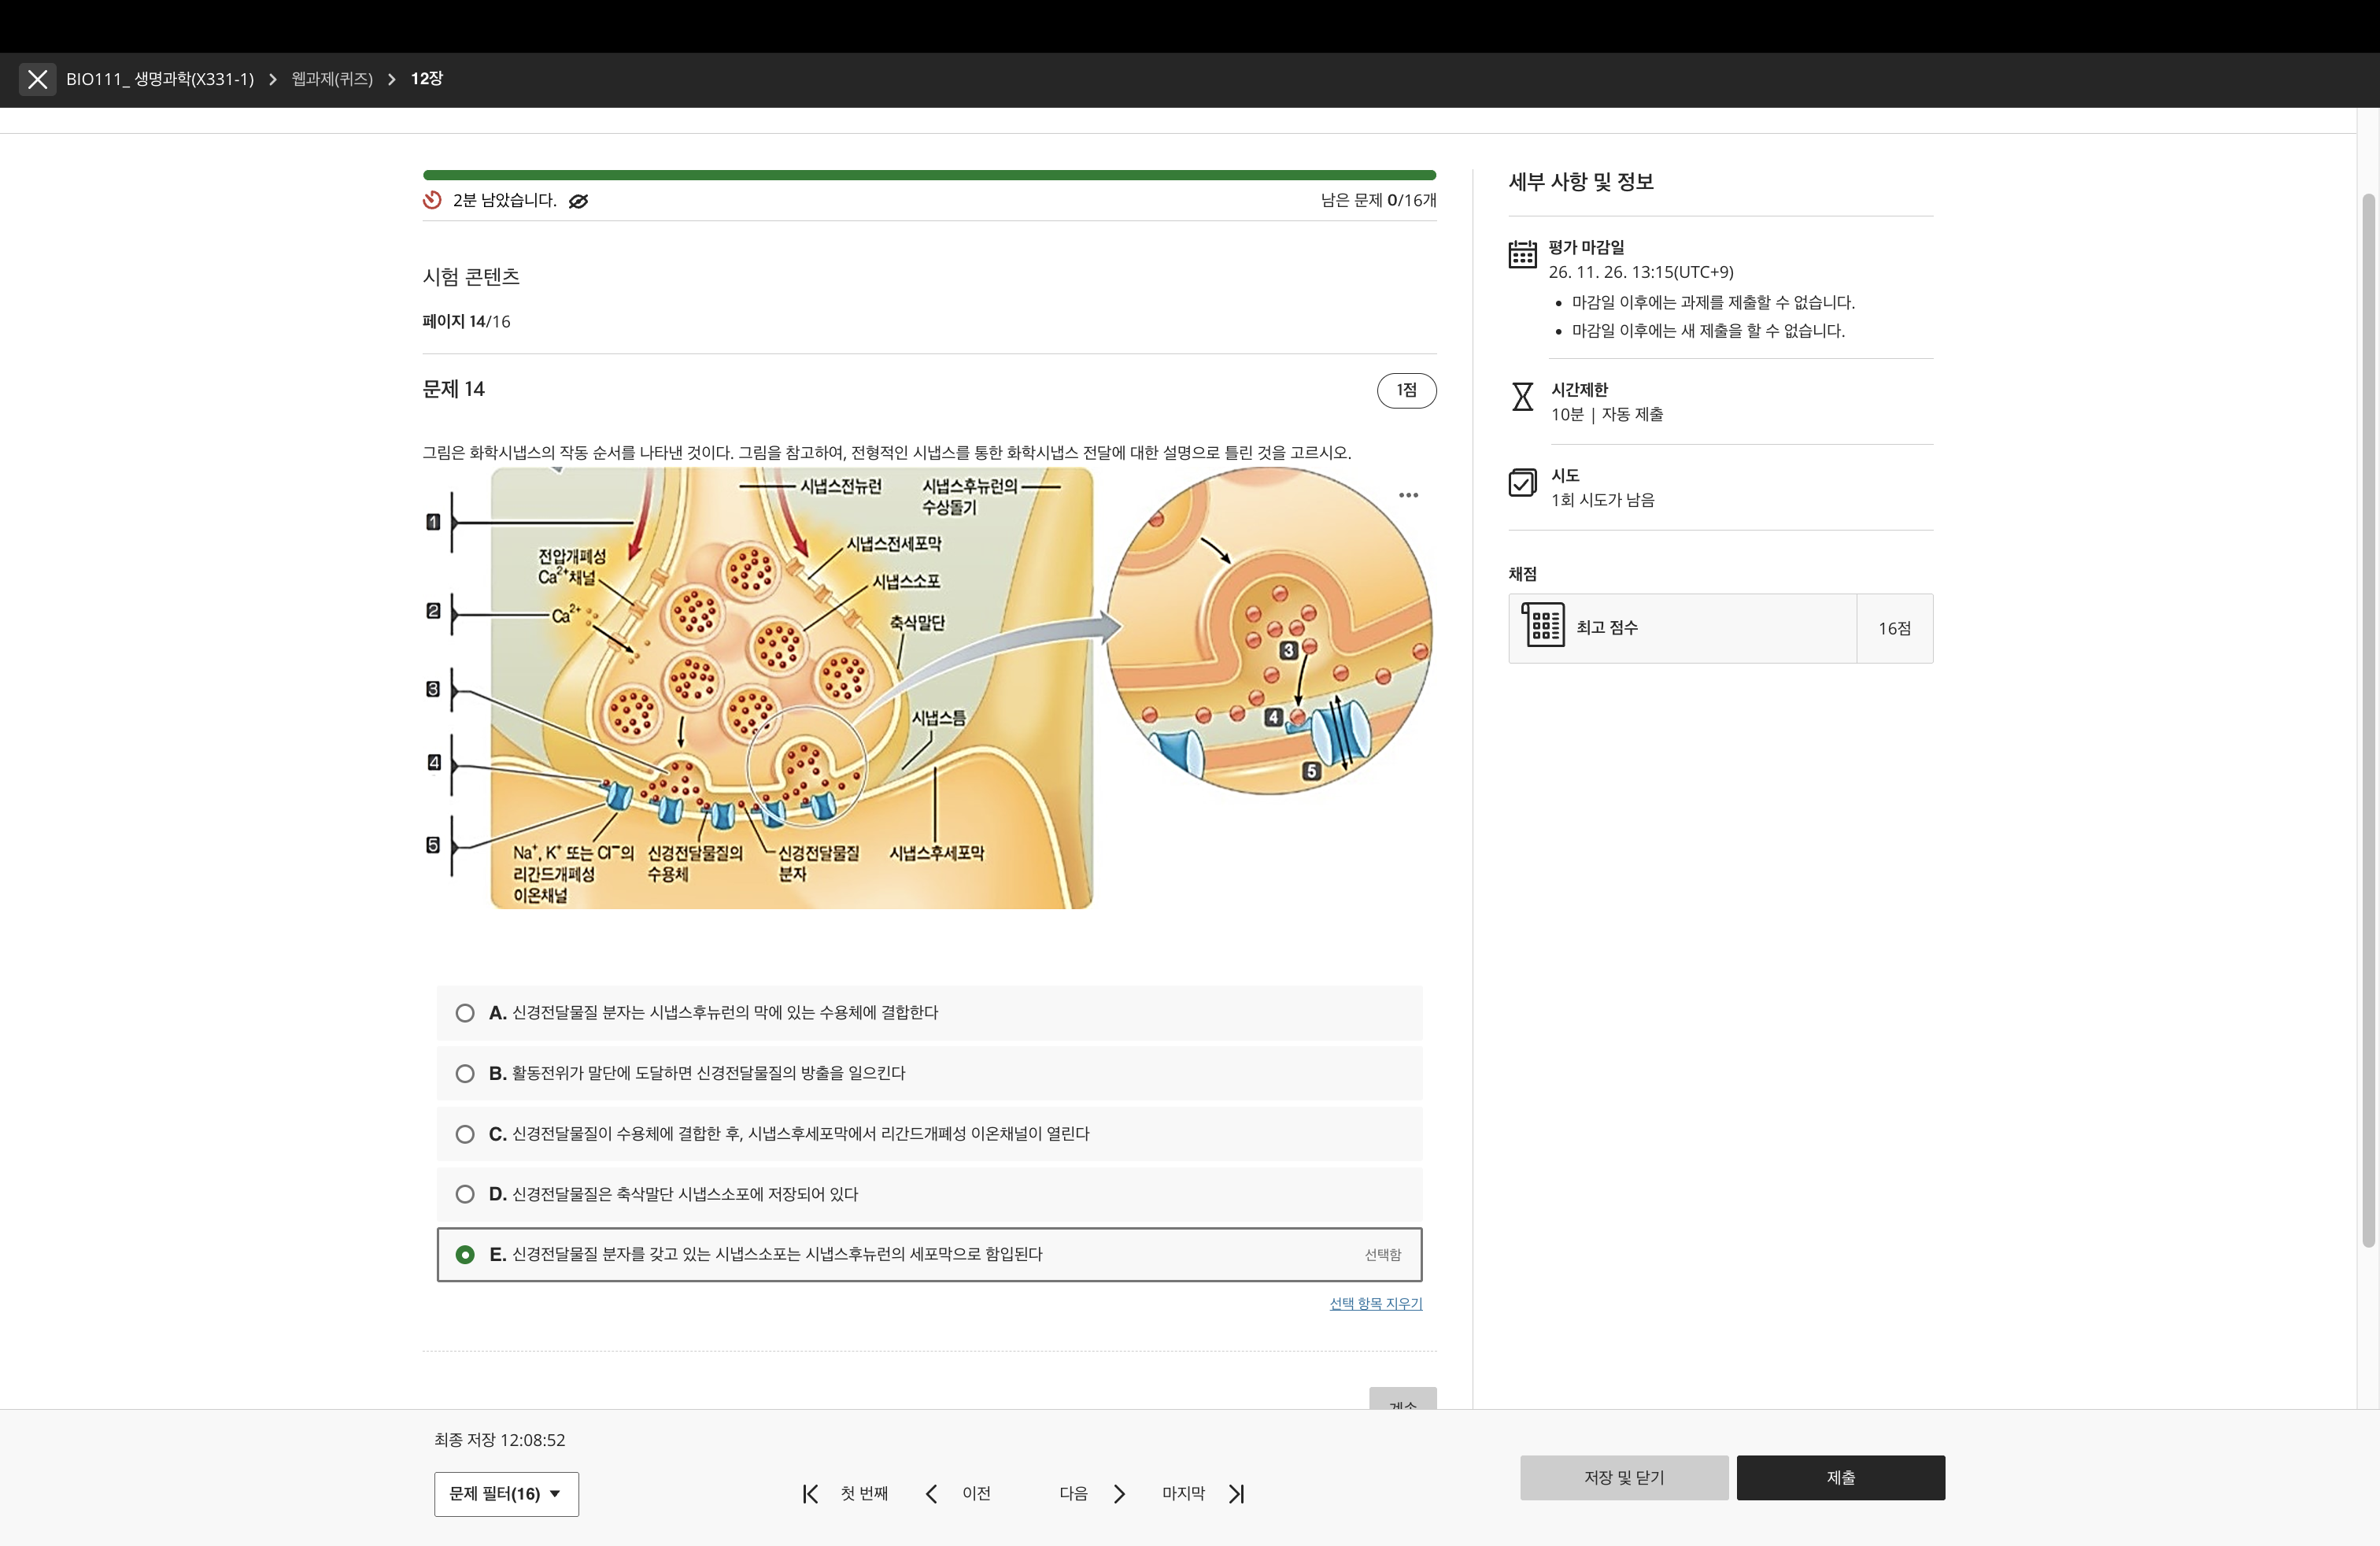 BIO111_ 생명과학(X331-1) > 웹과제(퀴즈) > 12장
2분 남았습니다.
남은 문제 0/16개
시험 콘텐츠
페이지 14/16
문제 14
1점
그림은 화학시냅스의 작동 순서를 나타낸 것이다. 그림을 참고하여, 전형적인 시냅스를 통한 화학시냅스 전달에 대한 설명으로 틀린 것을 고르시오.
1
2
3
4
5
시냅스전뉴런
시냅스후뉴런의
수상돌기
전압개폐성
Ca2+채널
Ca2+
시냅스전세포막
시냅스소포
축삭말단
시냅스틈
Na+, K+ 또는 Cl−의
리간드개폐성
이온채널
신경전달물질의
수용체
신경전달물질
분자
시냅스후세포막
3
4
5
A. 신경전달물질 분자는 시냅스후뉴런의 막에 있는 수용체에 결합한다
B. 활동전위가 말단에 도달하면 신경전달물질의 방출을 일으킨다
C. 신경전달물질이 수용체에 결합한 후, 시냅스후세포막에서 리간드개폐성 이온채널이 열린다
D. 신경전달물질은 축삭말단 시냅스소포에 저장되어 있다
E. 신경전달물질 분자를 갖고 있는 시냅스소포는 시냅스후뉴런의 세포막으로 함입된다
선택함
선택 항목 지우기
계속
세부 사항 및 정보
평가 마감일
26. 11. 26. 13:15(UTC+9)
• 마감일 이후에는 과제를 제출할 수 없습니다.
• 마감일 이후에는 새 제출을 할 수 없습니다.
시간제한
10분 | 자동 제출
시도
1회 시도가 남음
채점
최고 점수
16점
최종 저장 12:08:52
문제 필터(16)
첫 번째
이전
다음
마지막
저장 및 닫기
제출